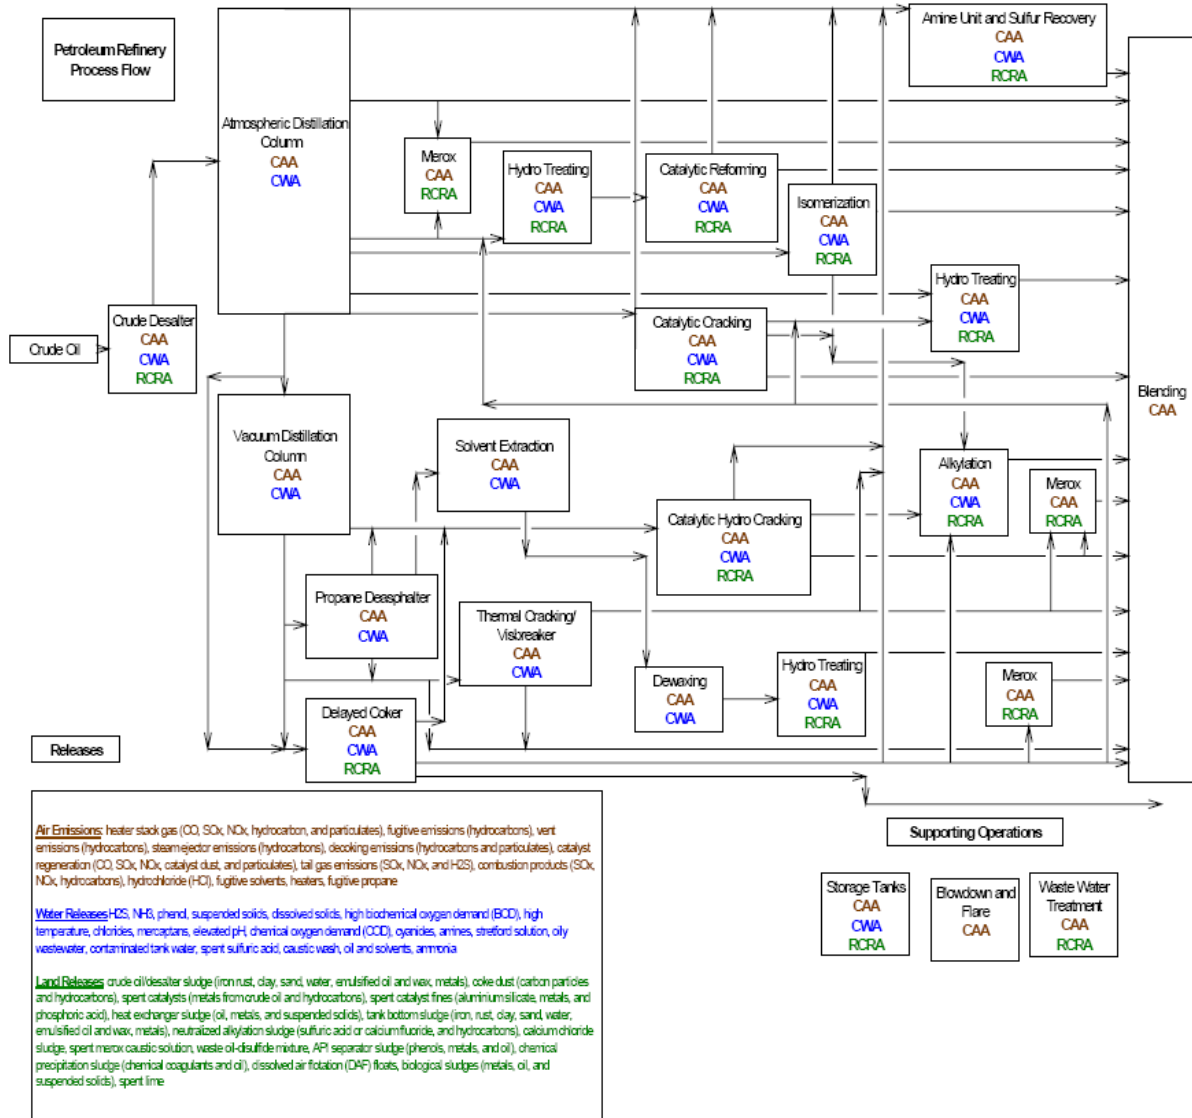 Petroleum Refinery
Process Flow
Amine Unit and Sulfur Recovery
CAA
CWA
RCRA
Atmospheric Distillation
Column
CAA
CWA
Merox
CAA
RCRA
Hydro Treating
CAA
CWA
RCRA
Catalytic Reforming
CAA
CWA
RCRA
Isomerization
CAA
CWA
RCRA
Hydro Treating
CAA
CWA
RCRA
Crude Oil
Crude Desalter
CAA
CWA
RCRA
Catalytic Cracking
CAA
CWA
RCRA
Blending
CAA
Vacuum Distillation
Column
CAA
CWA
Solvent Extraction
CAA
CWA
Catalytic Hydro Cracking
CAA
CWA
RCRA
Alkylation
CAA
CWA
RCRA
Merox
CAA
RCRA
Propane Deasphalter
CAA
CWA
Thermal Cracking/
Visbreaker
CAA
CWA
Dewaxing
CAA
CWA
Hydro Treating
CAA
CWA
RCRA
Merox
CAA
RCRA
Delayed Coker
CAA
CWA
RCRA
Releases
Air Emissions: heater stack gas (CO, SOx, NOx, hydrocarbon, and particulates), fugitive emissions (hydrocarbons), vent
emissions (hydrocarbons), steam ejector emissions (hydrocarbons), decoking emissions (hydrocarbons and particulates), catalyst
regeneration (CO, SOx, NOx, catalyst dust, and particulates), tail gas emissions (SOx, NOx, and H2S), combustion products (SOx,
NOx, hydrocarbons), hydrochloride (HCl), fugitive solvents, heaters, fugitive propane
Water Releases H2S, NH3, phenol, suspended solids, dissolved solids, high biochemical oxygen demand (BOD), high
temperature, chlorides, mercaptans, elevated pH, chemical oxygen demand (COD), cyanides, amines, stretford solution, oily
wastewater, contaminated tank water, spent sulfuric acid, caustic wash, oil and solvents, ammonia
Land Releases: crude oil/desalter sludge (iron rust, clay, sand, water, emulsified oil and wax, metals), coke dust (carbon particles
and hydrocarbons), spent catalysts (metals from crude oil and hydrocarbons), spent catalyst fines (aluminium silicate, metals, and
phosphoric acid), heat exchanger sludge (oil, metals, and suspended solids), tank bottom sludge (iron, rust, clay, sand, water,
emulsified oil and wax, metals), neutralized alkylation sludge (sulfuric acid or calcium fluoride, and hydrocarbons), calcium chloride
sludge, spent merox caustic solution, waste oil-disulfide mixture, API separator sludge (phenols, metals, and oil), chemical
precipitation sludge (chemical coagulants and oil), dissolved air flotation (DAF) floats, biological sludges (metals, oil, and
suspended solids), spent lime
Supporting Operations
Storage Tanks
CAA
CWA
RCRA
Blowdown and
Flare
CAA
Waste Water
Treatment
CAA
RCRA